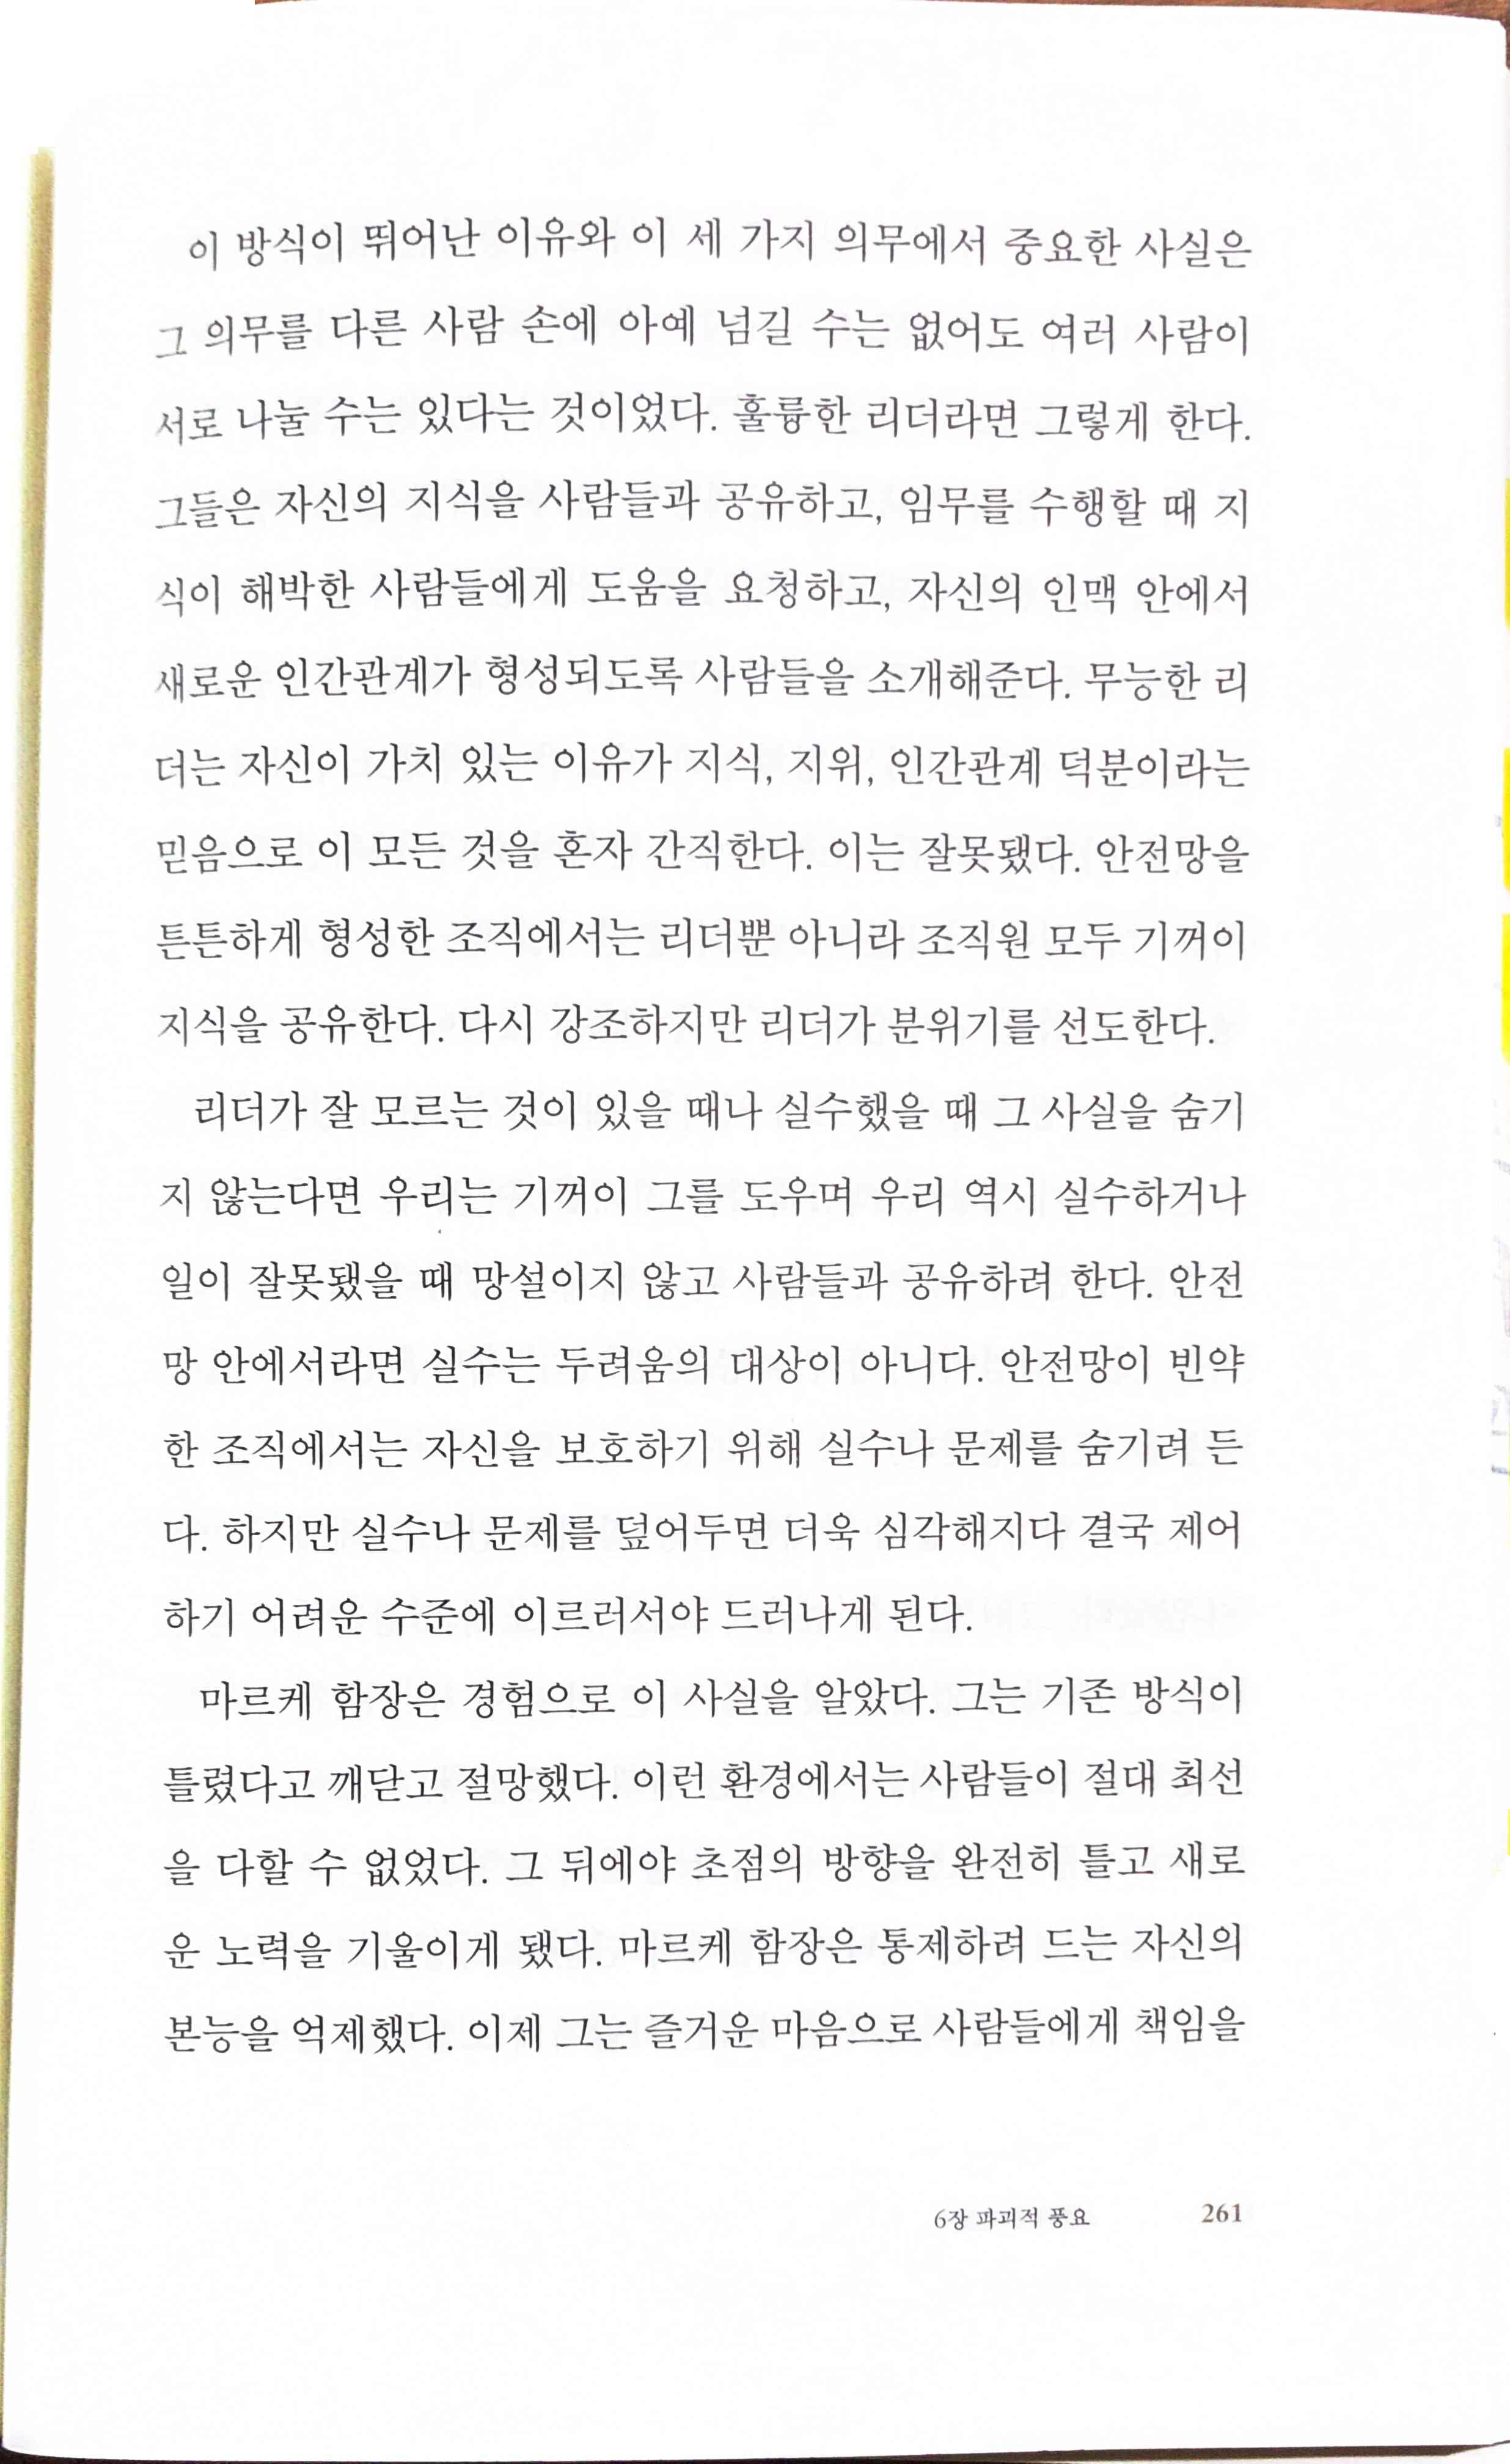 이 방식이 뛰어난 이유와 이 세 가지 의무에서 중요한 사실은
그 의무를 다른 사람 손에 아예 넘길 수는 없어도 여러 사람이
서로 나눌 수는 있다는 것이었다. 훌륭한 리더라면 그렇게 한다.
그들은 자신의 지식을 사람들과 공유하고, 임무를 수행할 때 지
식이 해박한 사람들에게 도움을 요청하고, 자신의 인맥 안에서
새로운 인간관계가 형성되도록 사람들을 소개해준다. 무능한 리
더는 자신이 가치 있는 이유가 지식, 지위, 인간관계 덕분이라는
믿음으로 이 모든 것을 혼자 간직한다. 이는 잘못됐다. 안전망을
튼튼하게 형성한 조직에서는 리더뿐 아니라 조직원 모두 기꺼이
지식을 공유한다. 다시 강조하지만 리더가 분위기를 선도한다.
리더가 잘 모르는 것이 있을 때나 실수했을 때 그 사실을 숨기
지 않는다면 우리는 기꺼이 그를 도우며 우리 역시 실수하거나
일이 잘못됐을 때 망설이지 않고 사람들과 공유하려 한다. 안전
망 안에서라면 실수는 두려움의 대상이 아니다. 안전망이 빈약
한 조직에서는 자신을 보호하기 위해 실수나 문제를 숨기려 든
다. 하지만 실수나 문제를 덮어두면 더욱 심각해지다 결국 제어
하기 어려운 수준에 이르러서야 드러나게 된다.
마르케 함장은 경험으로 이 사실을 알았다. 그는 기존 방식이
틀렸다고 깨닫고 절망했다. 이런 환경에서는 사람들이 절대 최선
을 다할 수 없었다. 그 뒤에야 초점의 방향을 완전히 틀고 새로
운 노력을 기울이게 됐다. 마르케 함장은 통제하려 드는 자신의
본능을 억제했다. 이제 그는 즐거운 마음으로 사람들에게 책임을
6장 파괴적 풍요 261